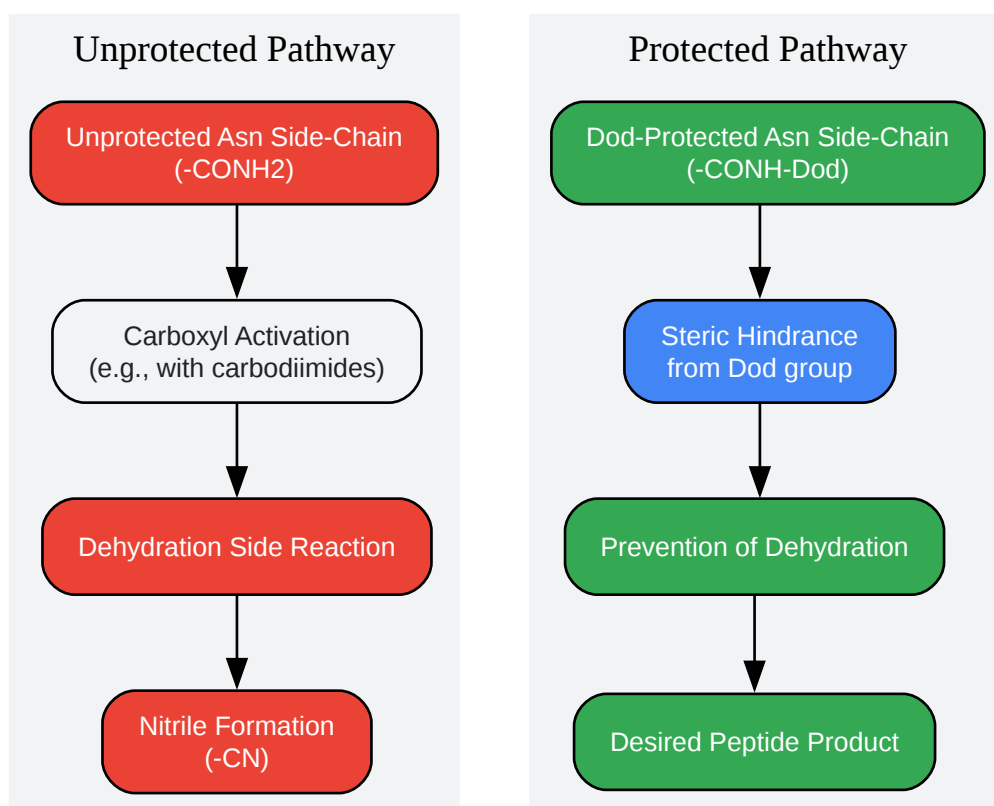 Unprotected Pathway
Unprotected Asn Side-Chain
(-CONH2)
Carboxyl Activation
(e.g., with carbodiimides)
Dehydration Side Reaction
Nitrile Formation
(-CN)
Protected Pathway
Dod-Protected Asn Side-Chain
(-CONH-Dod)
Steric Hindrance
from Dod group
Prevention of Dehydration
Desired Peptide Product